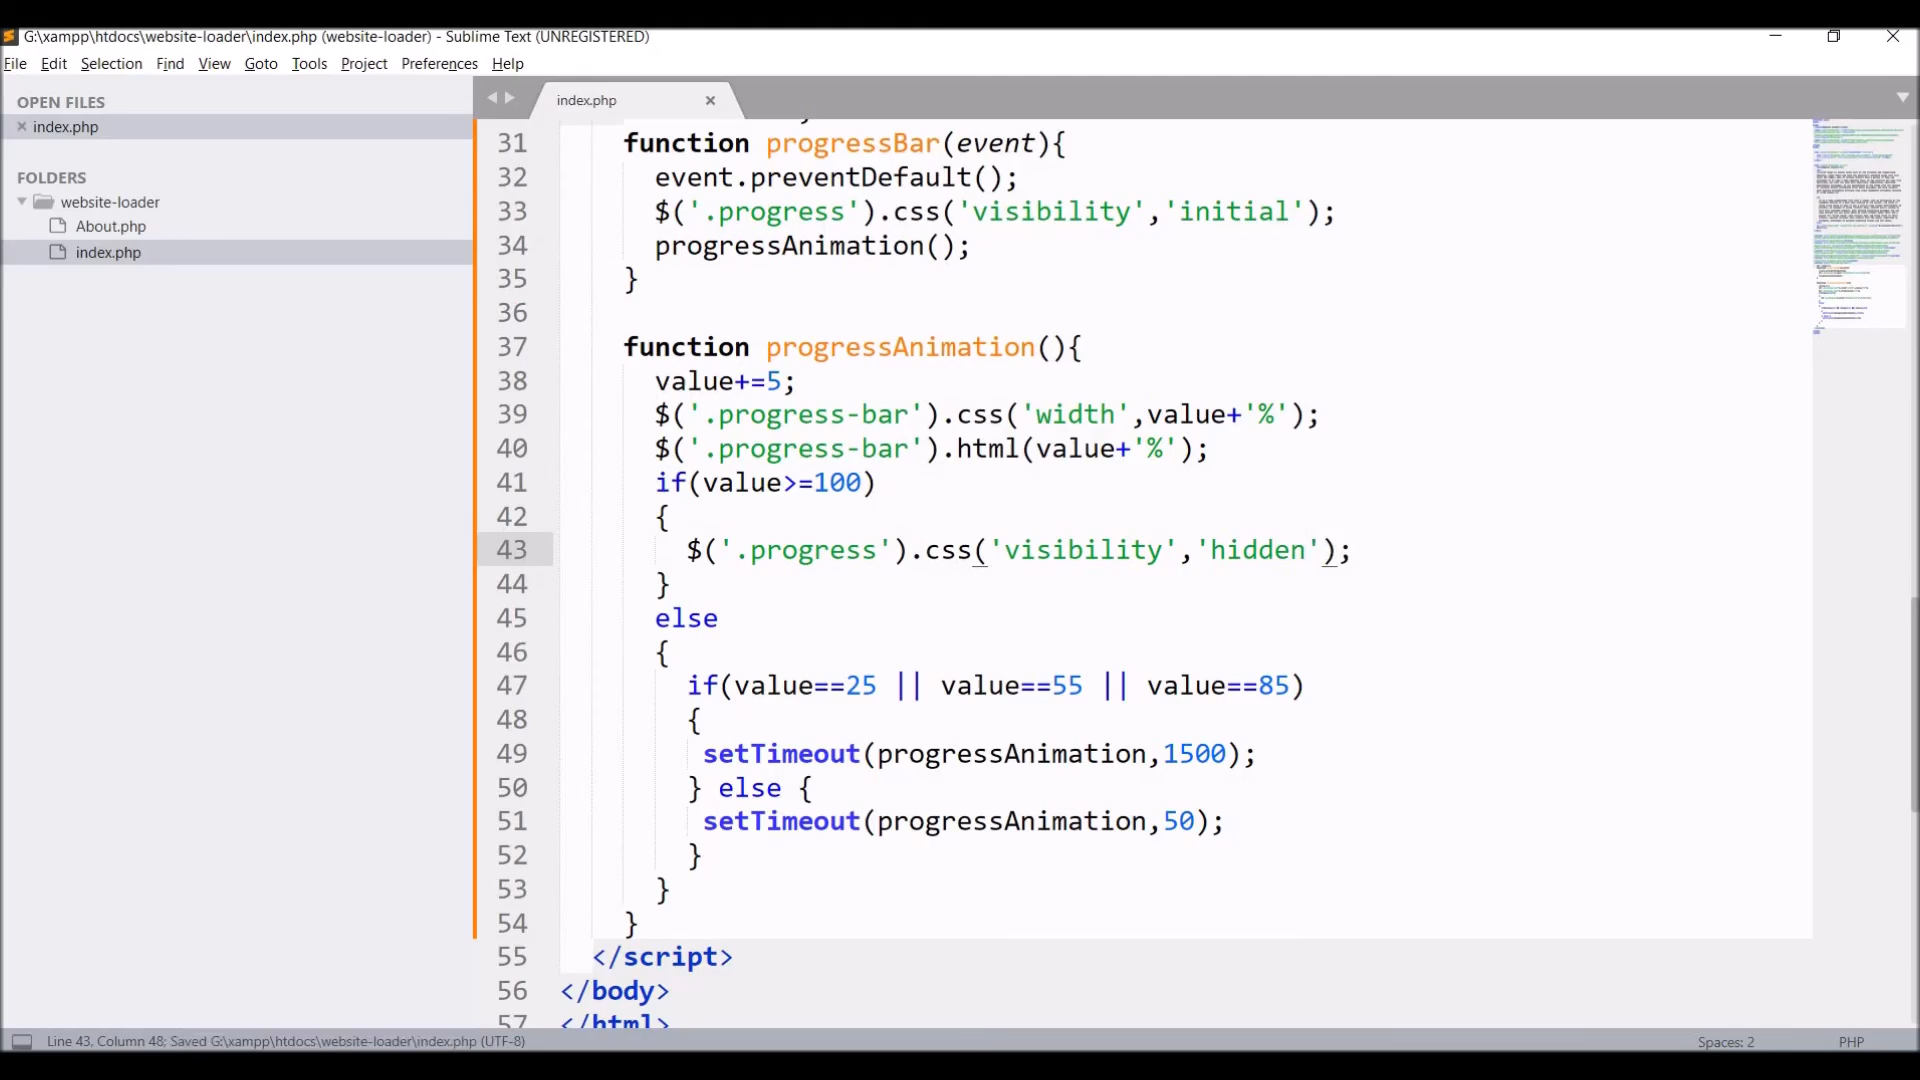 G:\xampp\htdocs\website-loader\index.php (website-loader) - Sublime Text (UNREGISTERED)
File Edit Selection Find View Goto Tools Project Preferences Help
OPEN FILES
index.php
FOLDERS
website-loader
About.php
index.php
index.php
31 function progressBar(event){
32 event.preventDefault();
33 $('.progress').css('visibility','initial');
34 progressAnimation();
35 }
36
37 function progressAnimation(){
38 value+=5;
39 $('.progress-bar').css('width',value+'%');
40 $('.progress-bar').html(value+'%');
41 if(value>=100)
42 {
43 $('.progress').css('visibility','hidden');
44 }
45 else
46 {
47 if(value==25 || value==55 || value==85)
48 {
49 setTimeout(progressAnimation,1500);
50 } else {
51 setTimeout(progressAnimation,50);
52 }
53 }
54 }
55 </script>
56 </body>
57 </html>
Line 43, Column 48; Saved G:\xampp\htdocs\website-loader\index.php (UTF-8)
Spaces: 2
PHP